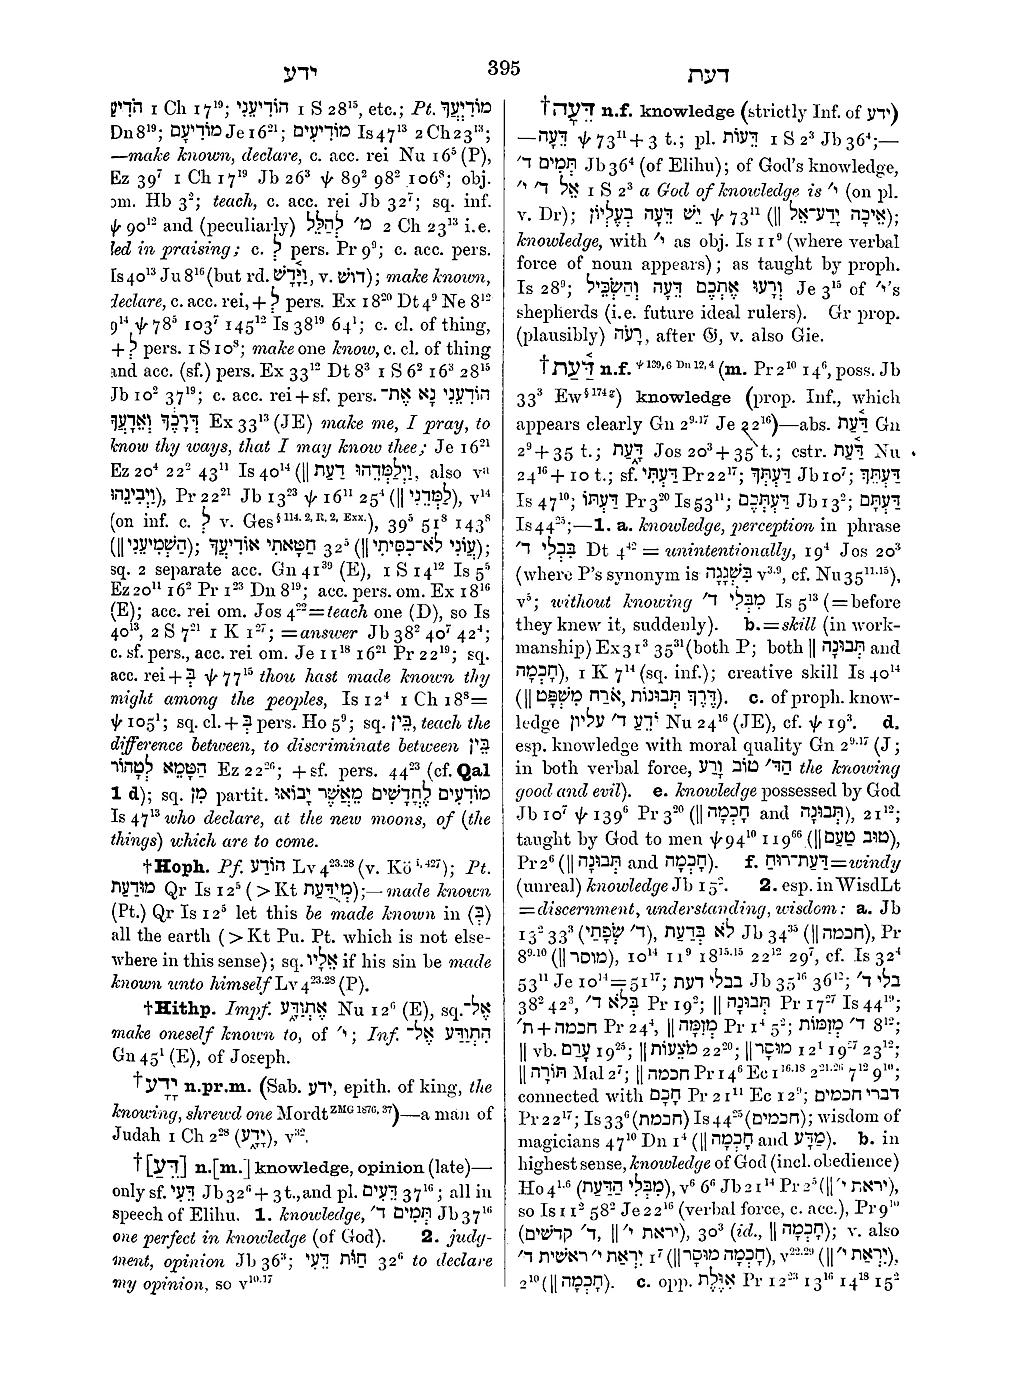 ידע
395
דעת
הֹדִיעַ 1 Ch 17¹⁹; הוֹדִיעֵנִי 1 S 28¹⁵, etc.; Pt. מוֹדִיעֲךָ
Dn 8¹⁹; מוֹדִיעָם Je 16²¹; מוֹדִיעִים Is 47¹³ 2 Ch 23¹³;
—make known, declare, c. acc. rei Nu 16⁵ (P),
Ez 39⁷ 1 Ch 17¹⁹ Jb 26³ ψ 89² 98² 106⁸; obj.
om. Hb 3²; teach, c. acc. rei Jb 32⁷; sq. inf.
ψ 90¹² and (peculiarly) מ׳ לְהַלֵּל 2 Ch 23¹³ i.e.
led in praising; c. לְ pers. Pr 9⁹; c. acc. pers.
Is 40¹³ Ju 8¹⁶ (but rd. וַיָּדָשׁ, v. דושׁ); make known,
declare, c. acc. rei, + לְ pers. Ex 18²⁰ Dt 4⁹ Ne 8¹²
9¹⁴ ψ 78⁵ 103⁷ 145¹² Is 38¹⁹ 64¹; c. cl. of thing,
+ לְ pers. 1 S 10⁸; make one know, c. cl. of thing
and acc. (sf.) pers. Ex 33¹² Dt 8³ 1 S 6² 16³ 28¹⁵
Jb 10² 37¹⁹; c. acc. rei + sf. pers. הוֹדִעֵנִי נָא אֶת־
דְּרָכֶךָ וְאֵדָעֲךָ Ex 33¹³ (JE) make me, I pray, to
know thy ways, that I may know thee; Je 16²¹
Ez 20⁴ 22² 43¹¹ Is 40¹⁴ (|| וַיְלַמְּדֵהוּ דַעַת, also vᵃ
וַיְבִינֵהוּ), Pr 22²¹ Jb 13²³ ψ 16¹¹ 25⁴ (|| לַמְּדֵנִי), v¹⁴
(on inf. c. לְ v. Ges§ 114. 2, R. 2, Exx.), 39⁵ 51⁸ 143⁸
(|| הַשְׁמִיעֵנִי); חַטָּאתִי אוֹדִיעֲךָ 32⁵ (|| עֲוֹנִי לֹא־כִסִּיתִי);
sq. 2 separate acc. Gn 41³⁹ (E), 1 S 14¹² Is 5⁵
Ez 20¹¹ 16² Pr 1²³ Dn 8¹⁹; acc. pers. om. Ex 18¹⁶
(E); acc. rei om. Jos 4²² = teach one (D), so Is
40¹³, 2 S 7²¹ 1 K 1²⁷; = answer Jb 38² 40⁷ 42⁴;
c. sf. pers., acc. rei om. Je 11¹⁸ 16²¹ Pr 22¹⁹; sq.
acc. rei + בְּ ψ 77¹⁵ thou hast made known thy
might among the peoples, Is 12⁴ 1 Ch 18⁸ =
ψ 105¹; sq. cl. + בְּ pers. Ho 5⁹; sq. בֵּין, teach the
difference between, to discriminate between בֵּין
הַטָּמֵא לְטָהוֹר Ez 22²⁶; + sf. pers. 44²³ (cf. Qal
1 d); sq. מִן partit. מוֹדִעִים לֶחֳדָשִׁים מֵאֲשֶׁר יָבֹאוּ
Is 47¹³ who declare, at the new moons, of (the
things) which are to come.
†Hoph. Pf. הוֹדַע Lv 4²³·²⁸ (v. Köⁱ·⁴²⁷); Pt.
מוּדַעַת Qr Is 12⁵ (> Kt מְיֻדַּעַת);—made known
(Pt.) Qr Is 12⁵ let this be made known in (בְּ)
all the earth (> Kt Pu. Pt. which is not else-
where in this sense); sq. אֵלָיו if his sin be made
known unto himself Lv 4²³·²⁸ (P).
†Hithp. Impf. אֶתְוַדָּע Nu 12⁶ (E), sq. אֶל־
make oneself known to, of י׳; Inf. הִתְוַדַּע אֶל־
Gn 45¹ (E), of Joseph.
†יָדָע n.pr.m. (Sab. ידע, epith. of king, the
knowing, shrewd one Mordt ZMG 1876, 37)—a man of
Judah 1 Ch 2²⁸ (יָדָע), v³².
†[דֵּעַ] n.[m.] knowledge, opinion (late)—
only sf. דֵּעִי Jb 32⁶ + 3 t., and pl. דֵּעִים 37¹⁶; all in
speech of Elihu. 1. knowledge, תְּמִים ד׳ Jb 37¹⁶
one perfect in knowledge (of God). 2. judg-
ment, opinion Jb 36³; חַוֹּת דֵּעִי 32⁶ to declare
my opinion, so v¹⁰·¹⁷
†דֵּעָה n.f. knowledge (strictly Inf. of ידע)
—דֵּעָה ψ 73¹¹ + 3 t.; pl. דֵּעוֹת 1 S 2³ Jb 36⁴;—
תְּמִים ד׳ Jb 36⁴ (of Elihu); of God's knowledge,
אֵל ד׳ י׳ 1 S 2³ a God of knowledge is י׳ (on pl.
v. Dr); יֵשׁ דֵּעָה בְעֶלְיוֹן ψ 73¹¹ (|| אֵיכָה יָדַע־אֵל);
knowledge, with י׳ as obj. Is 11⁹ (where verbal
force of noun appears); as taught by proph.
Is 28⁹; וְרָעוּ אֶתְכֶם דֵּעָה וְהַשְׂכֵּיל Je 3¹⁵ of י׳'s
shepherds (i.e. future ideal rulers). Gr prop.
(plausibly) רָעֹה, after 𝔊, v. also Gie.
†דַּעַת n.f. ψ 139, 6 Dn 12, 4 (m. Pr 2¹⁰ 14⁶, poss. Jb
33³ Ew§ 174 g) knowledge (prop. Inf., which
appears clearly Gn 2⁹·¹⁷ Je 22¹⁶)—abs. דַּעַת Gn
2⁹ + 35 t.; דָּעַת Jos 20³ + 35 t.; cstr. דַּעַת Nu
24¹⁶ + 10 t.; sf. דַּעְתִּי Pr 22¹⁷; דַּעְתְּךָ Jb 10⁷; דַּעְתֵּךְ
Is 47¹⁰; דַּעְתּוֹ Pr 3²⁰ Is 53¹¹; דַּעְתְּכֶם Jb 13²; דַּעְתָּם
Is 44²⁵;—1. a. knowledge, perception in phrase
בִּבְלִי ד׳ Dt 4⁴² = unintentionally, 19⁴ Jos 20³
(where P's synonym is בִּשְׁגָגָה v³·⁹, cf. Nu 35¹¹·¹⁵),
v⁵; without knowing מִבְּלִי ד׳ Is 5¹³ (= before
they knew it, suddenly). b. = skill (in work-
manship) Ex 31³ 35³¹ (both P; both || תְּבוּנָה and
חָכְמָה), 1 K 7¹⁴ (sq. inf.); creative skill Is 40¹⁴
(|| דֶּרֶךְ תְּבוּנוֹת, אֹרַח מִשְׁפָּט). c. of proph. know-
ledge יֹדֵעַ ד׳ עליון Nu 24¹⁶ (JE), cf. ψ 19³. d.
esp. knowledge with moral quality Gn 2⁹·¹⁷ (J;
in both verbal force, הַד׳ טוֹב וָרָע the knowing
good and evil). e. knowledge possessed by God
Jb 10⁷ ψ 139⁶ Pr 3²⁰ (|| חָכְמָה and תְּבוּנָה), 21¹²;
taught by God to men ψ 94¹⁰ 119⁶⁶ (|| טוּב טַעַם),
Pr 2⁶ (|| תְּבוּנָה and חָכְמָה). f. דַּעַת־רוּחַ = windy
(unreal) knowledge Jb 15². 2. esp. in WisdLt
= discernment, understanding, wisdom: a. Jb
13² 33³ (ד׳ שְׂפָתַי), לֹא בְדַעַת Jb 34³⁵ (|| חכמה), Pr
8⁹·¹⁰ (|| מוסר), 10¹⁴ 11⁹ 18¹⁵·¹⁵ 22¹² 29⁷, cf. Is 32⁴
53¹¹ Je 10¹⁴ = 51¹⁷; בבלי דעת Jb 35¹⁶ 36¹²; בלי ד׳
38² 42³, בְּלֹא ד׳ Pr 19²; || תְּבוּנָה Pr 17²⁷ Is 44¹⁹;
חכמה + ת׳ Pr 24⁴, || מְזִמָּה Pr 1⁴ 5²; ד׳ מְזִמּוֹת 8¹²;
|| vb. עָרֹם 19²⁵; || מֹעֵצוֹת 22²⁰; || מוּסָר 12¹ 19²⁷ 23¹²;
|| תּוֹרָה Mal 2⁷; || חכמה Pr 14⁶ Ec 1¹⁶·¹⁸ 2²¹·²⁶ 7¹² 9¹⁰;
connected with חָכָם Pr 21¹¹ Ec 12⁹; דברי חכמים
Pr 22¹⁷; Is 33⁶ (חכמת) Is 44²⁵ (חכמים); wisdom of
magicians 47¹⁰ Dn 1⁴ (|| חָכְמָה and מַדָּע). b. in
highest sense, knowledge of God (incl. obedience)
Ho 4¹·⁶ (מִבְּלִי הַדַּעַת), v⁶ 6⁶ Jb 21¹⁴ Pr 2⁵ (|| יראת י׳),
so Is 11² 58² Je 22¹⁶ (verbal force, c. acc.), Pr 9¹⁰
(ד׳ קדשׁים, || יראת י׳), 30³ (id., || חָכְמָה); v. also
יִרְאַת י׳ ראשׁית ד׳ 1⁷ (|| חָכְמָה מוּסָר), v²²·²⁹ (|| יִרְאַת י׳),
2¹⁰ (|| חָכְמָה). c. opp. אִוֶּלֶת Pr 12²³ 13¹⁶ 14¹⁸ 15²